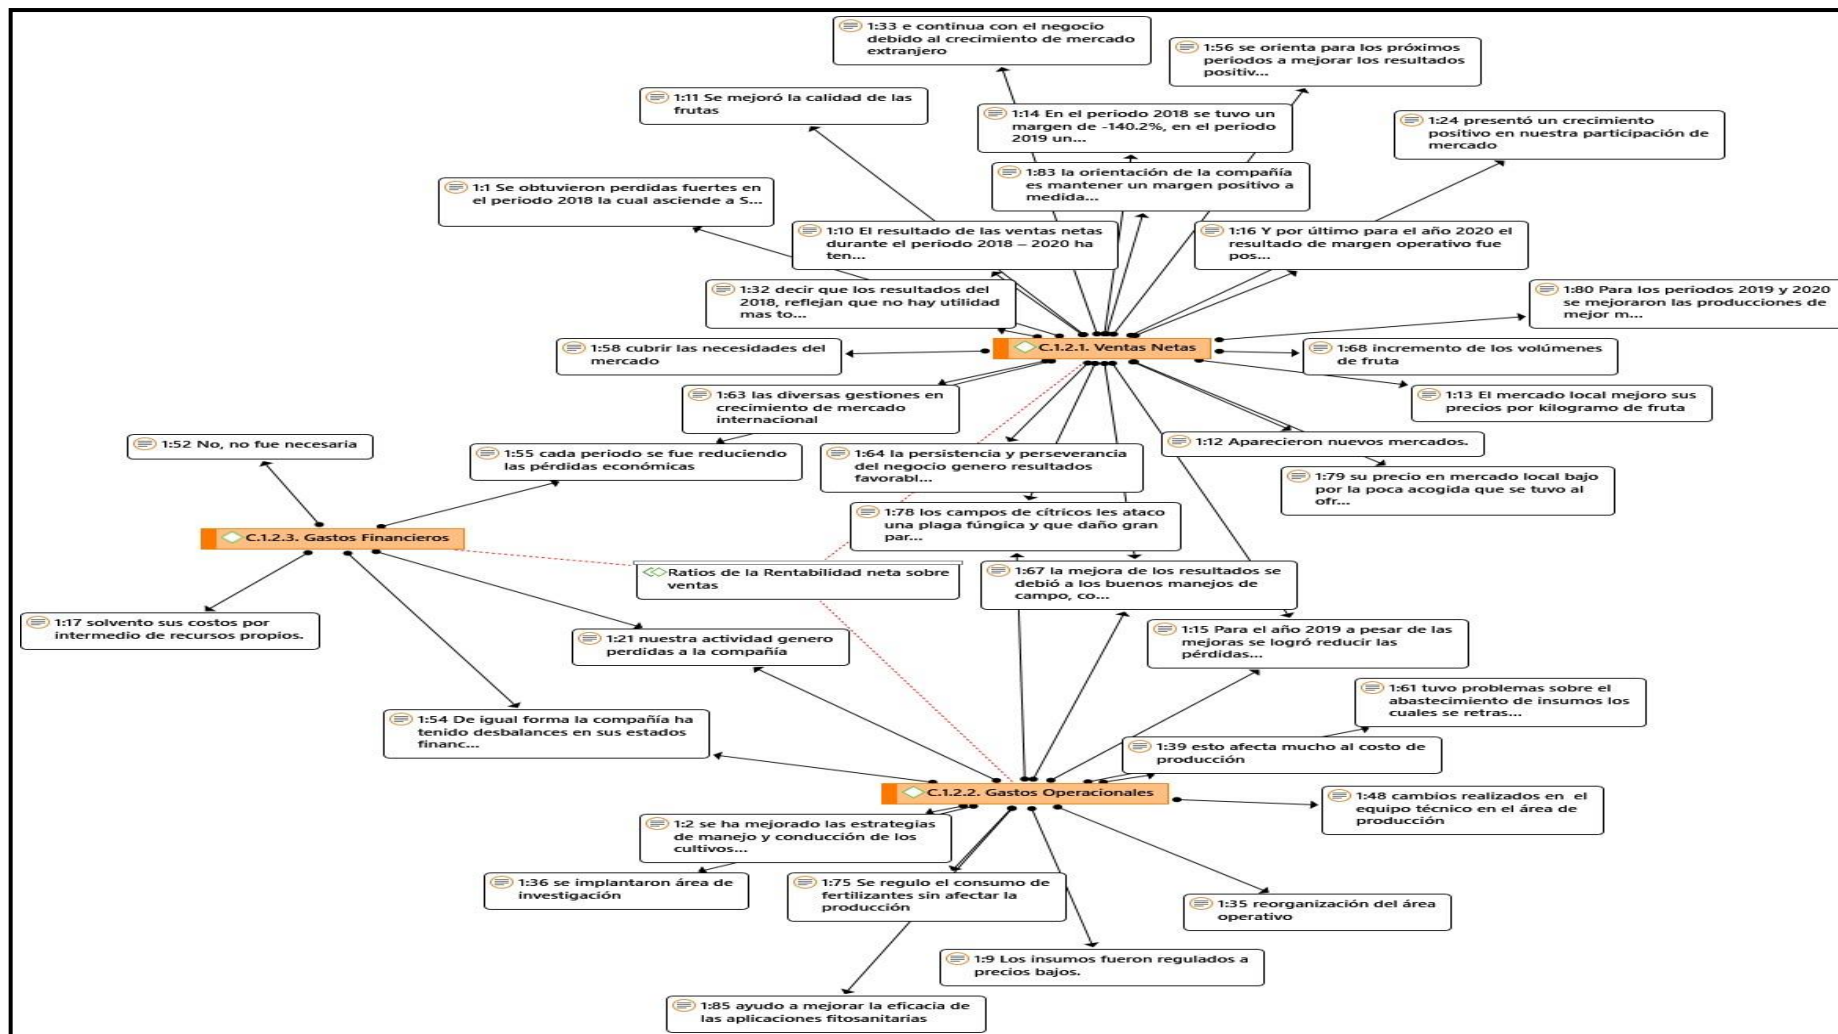 1:33 e continua con el negocio
debido al crecimiento de mercado
extranjero
1:56 se orienta para los próximos
periodos a mejorar los resultados
positiv...
1:11 Se mejoró la calidad de las
frutas
1:14 En el periodo 2018 se tuvo un
margen de -140.2%, en el periodo
2019 un...
1:24 presentó un crecimiento
positivo en nuestra participación de
mercado
1:83 la orientación de la compañía
es mantener un margen positivo a
medida...
1:1 Se obtuvieron perdidas fuertes en
el periodo 2018 la cual asciende a S...
1:10 El resultado de las ventas netas
durante el periodo 2018 – 2020 ha
ten...
1:16 Y por último para el año 2020 el
resultado de margen operativo fue
pos...
1:32 decir que los resultados del
2018, reflejan que no hay utilidad
mas to...
1:80 Para los periodos 2019 y 2020
se mejoraron las producciones de
mejor m...
C.1.2.1. Ventas Netas
1:58 cubrir las necesidades del
mercado
1:68 incremento de los volúmenes
de fruta
1:63 las diversas gestiones en
crecimiento de mercado
internacional
1:13 El mercado local mejoro sus
precios por kilogramo de fruta
1:52 No, no fue necesaria
1:55 cada periodo se fue reduciendo
las pérdidas económicas
1:64 la persistencia y perseverancia
del negocio genero resultados
favorabl...
1:12 Aparecieron nuevos mercados.
1:79 su precio en mercado local bajo
por la poca acogida que se tuvo al
ofr...
1:78 los campos de cítricos les ataco
una plaga fúngica y que daño gran
par...
C.1.2.3. Gastos Financieros
Ratios de la Rentabilidad neta sobre
ventas
1:67 la mejora de los resultados se
debió a los buenos manejos de
campo, co...
1:17 solvento sus costos por
intermedio de recursos propios.
1:21 nuestra actividad genero
perdidas a la compañía
1:15 Para el año 2019 a pesar de las
mejoras se logró reducir las
pérdidas...
1:61 tuvo problemas sobre el
abastecimiento de insumos los
cuales se retras...
1:54 De igual forma la compañía ha
tenido desbalances en sus estados
financ...
1:39 esto afecta mucho al costo de
producción
C.1.2.2. Gastos Operacionales
1:48 cambios realizados en el
equipo técnico en el área de
producción
1:2 se ha mejorado las estrategias
de manejo y conducción de los
cultivos...
1:36 se implantaron área de
investigación
1:75 Se regulo el consumo de
fertilizantes sin afectar la
producción
1:35 reorganización del área
operativo
1:9 Los insumos fueron regulados a
precios bajos.
1:85 ayudo a mejorar la eficacia de
las aplicaciones fitosanitarias